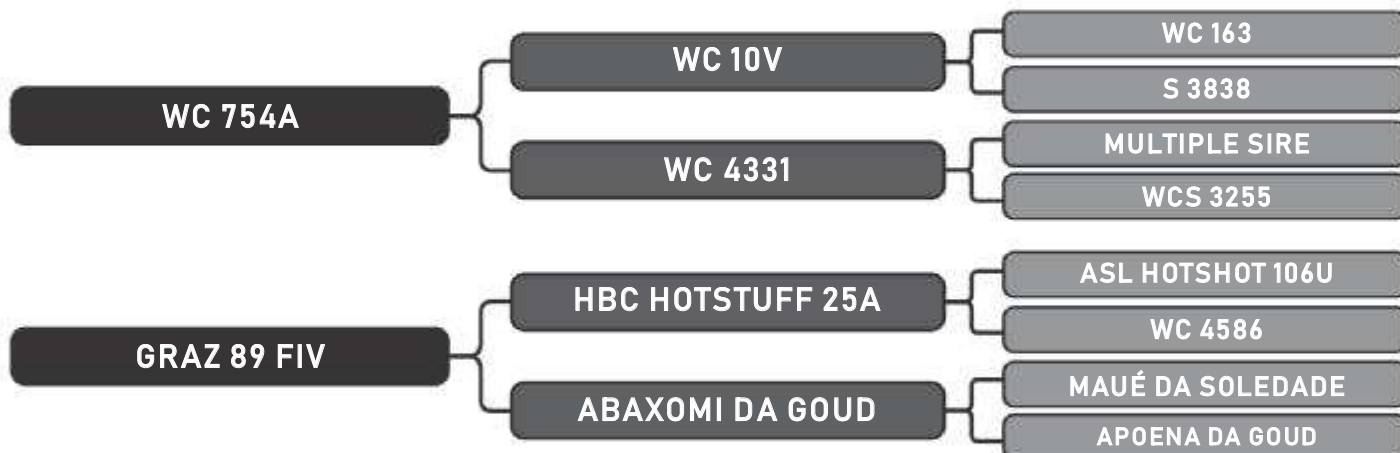 WC 754A
WC 10V
WC 163
S 3838
WC 4331
MULTIPLE SIRE
WCS 3255
GRAZ 89 FIV
HBC HOTSTUFF 25A
ASL HOTSHOT 106U
WC 4586
ABAXOMI DA GOUD
MAUÉ DA SOLEDADE
APOENA DA GOUD